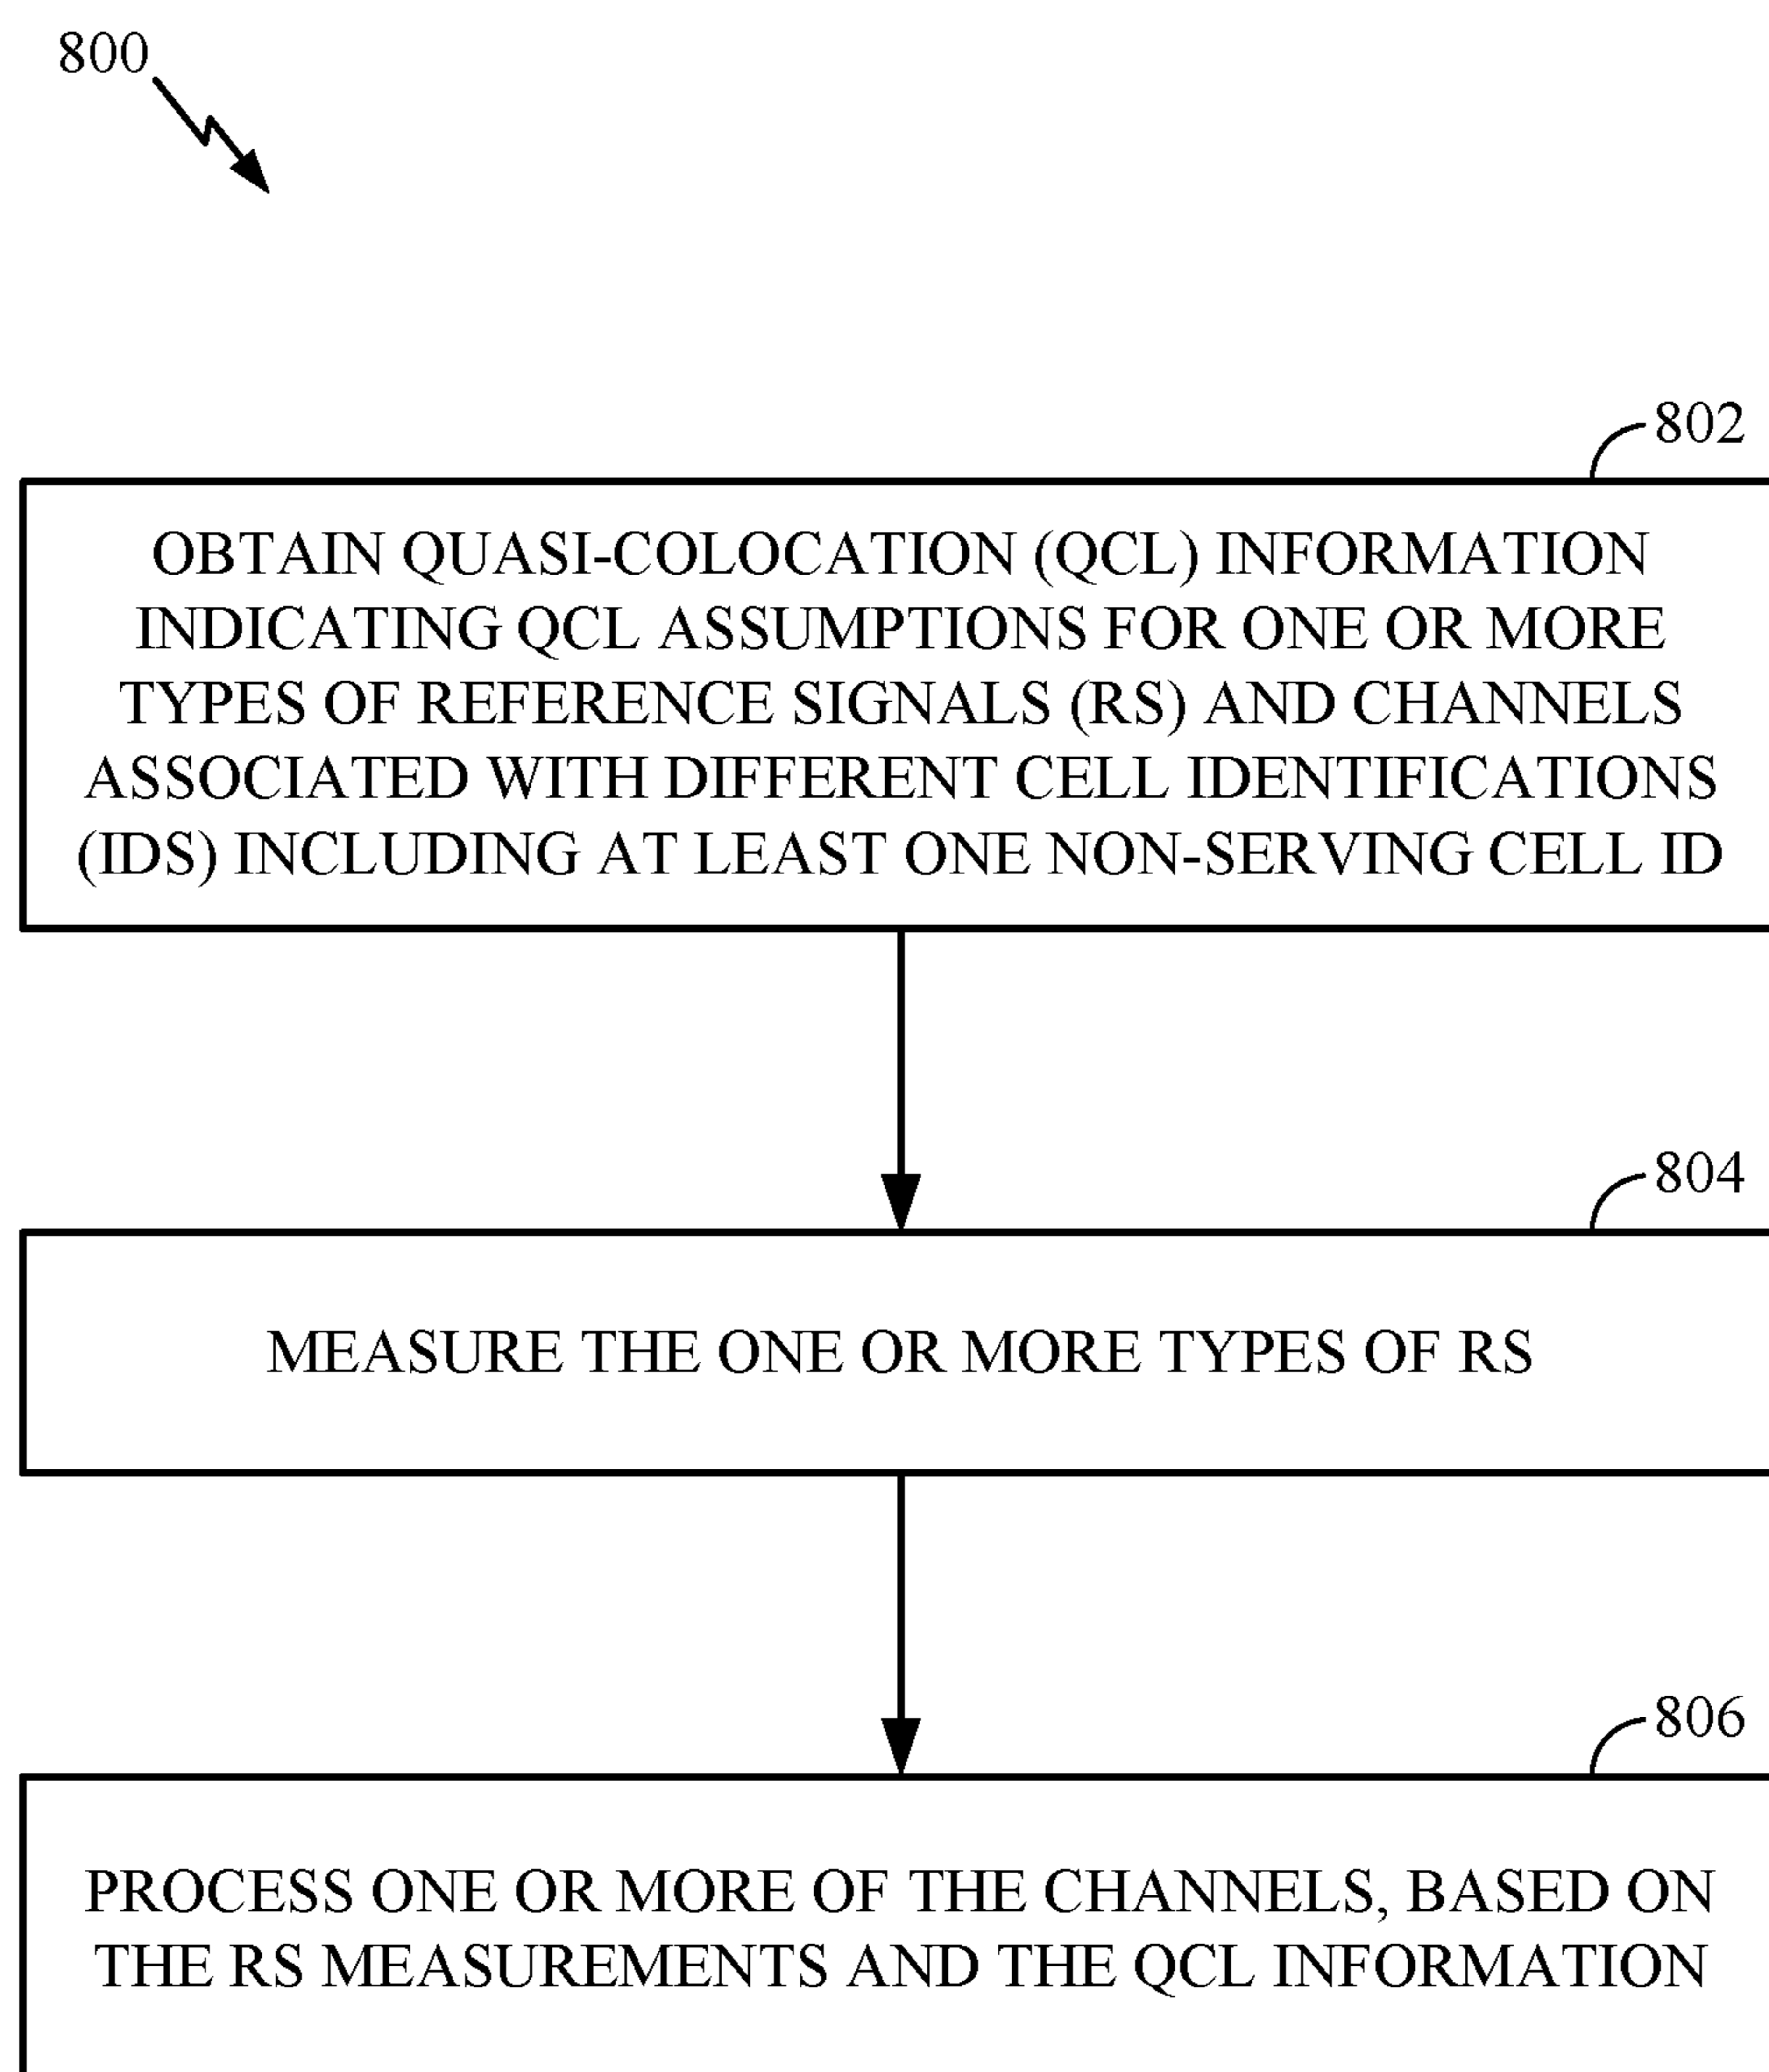 800
802
OBTAIN QUASI-COLOCATION (QCL) INFORMATION
INDICATING QCL ASSUMPTIONS FOR ONE OR MORE
TYPES OF REFERENCE SIGNALS (RS) AND CHANNELS
ASSOCIATED WITH DIFFERENT CELL IDENTIFICATIONS
(IDS) INCLUDING AT LEAST ONE NON-SERVING CELL ID
804
MEASURE THE ONE OR MORE TYPES OF RS
806
PROCESS ONE OR MORE OF THE CHANNELS, BASED ON
THE RS MEASUREMENTS AND THE QCL INFORMATION